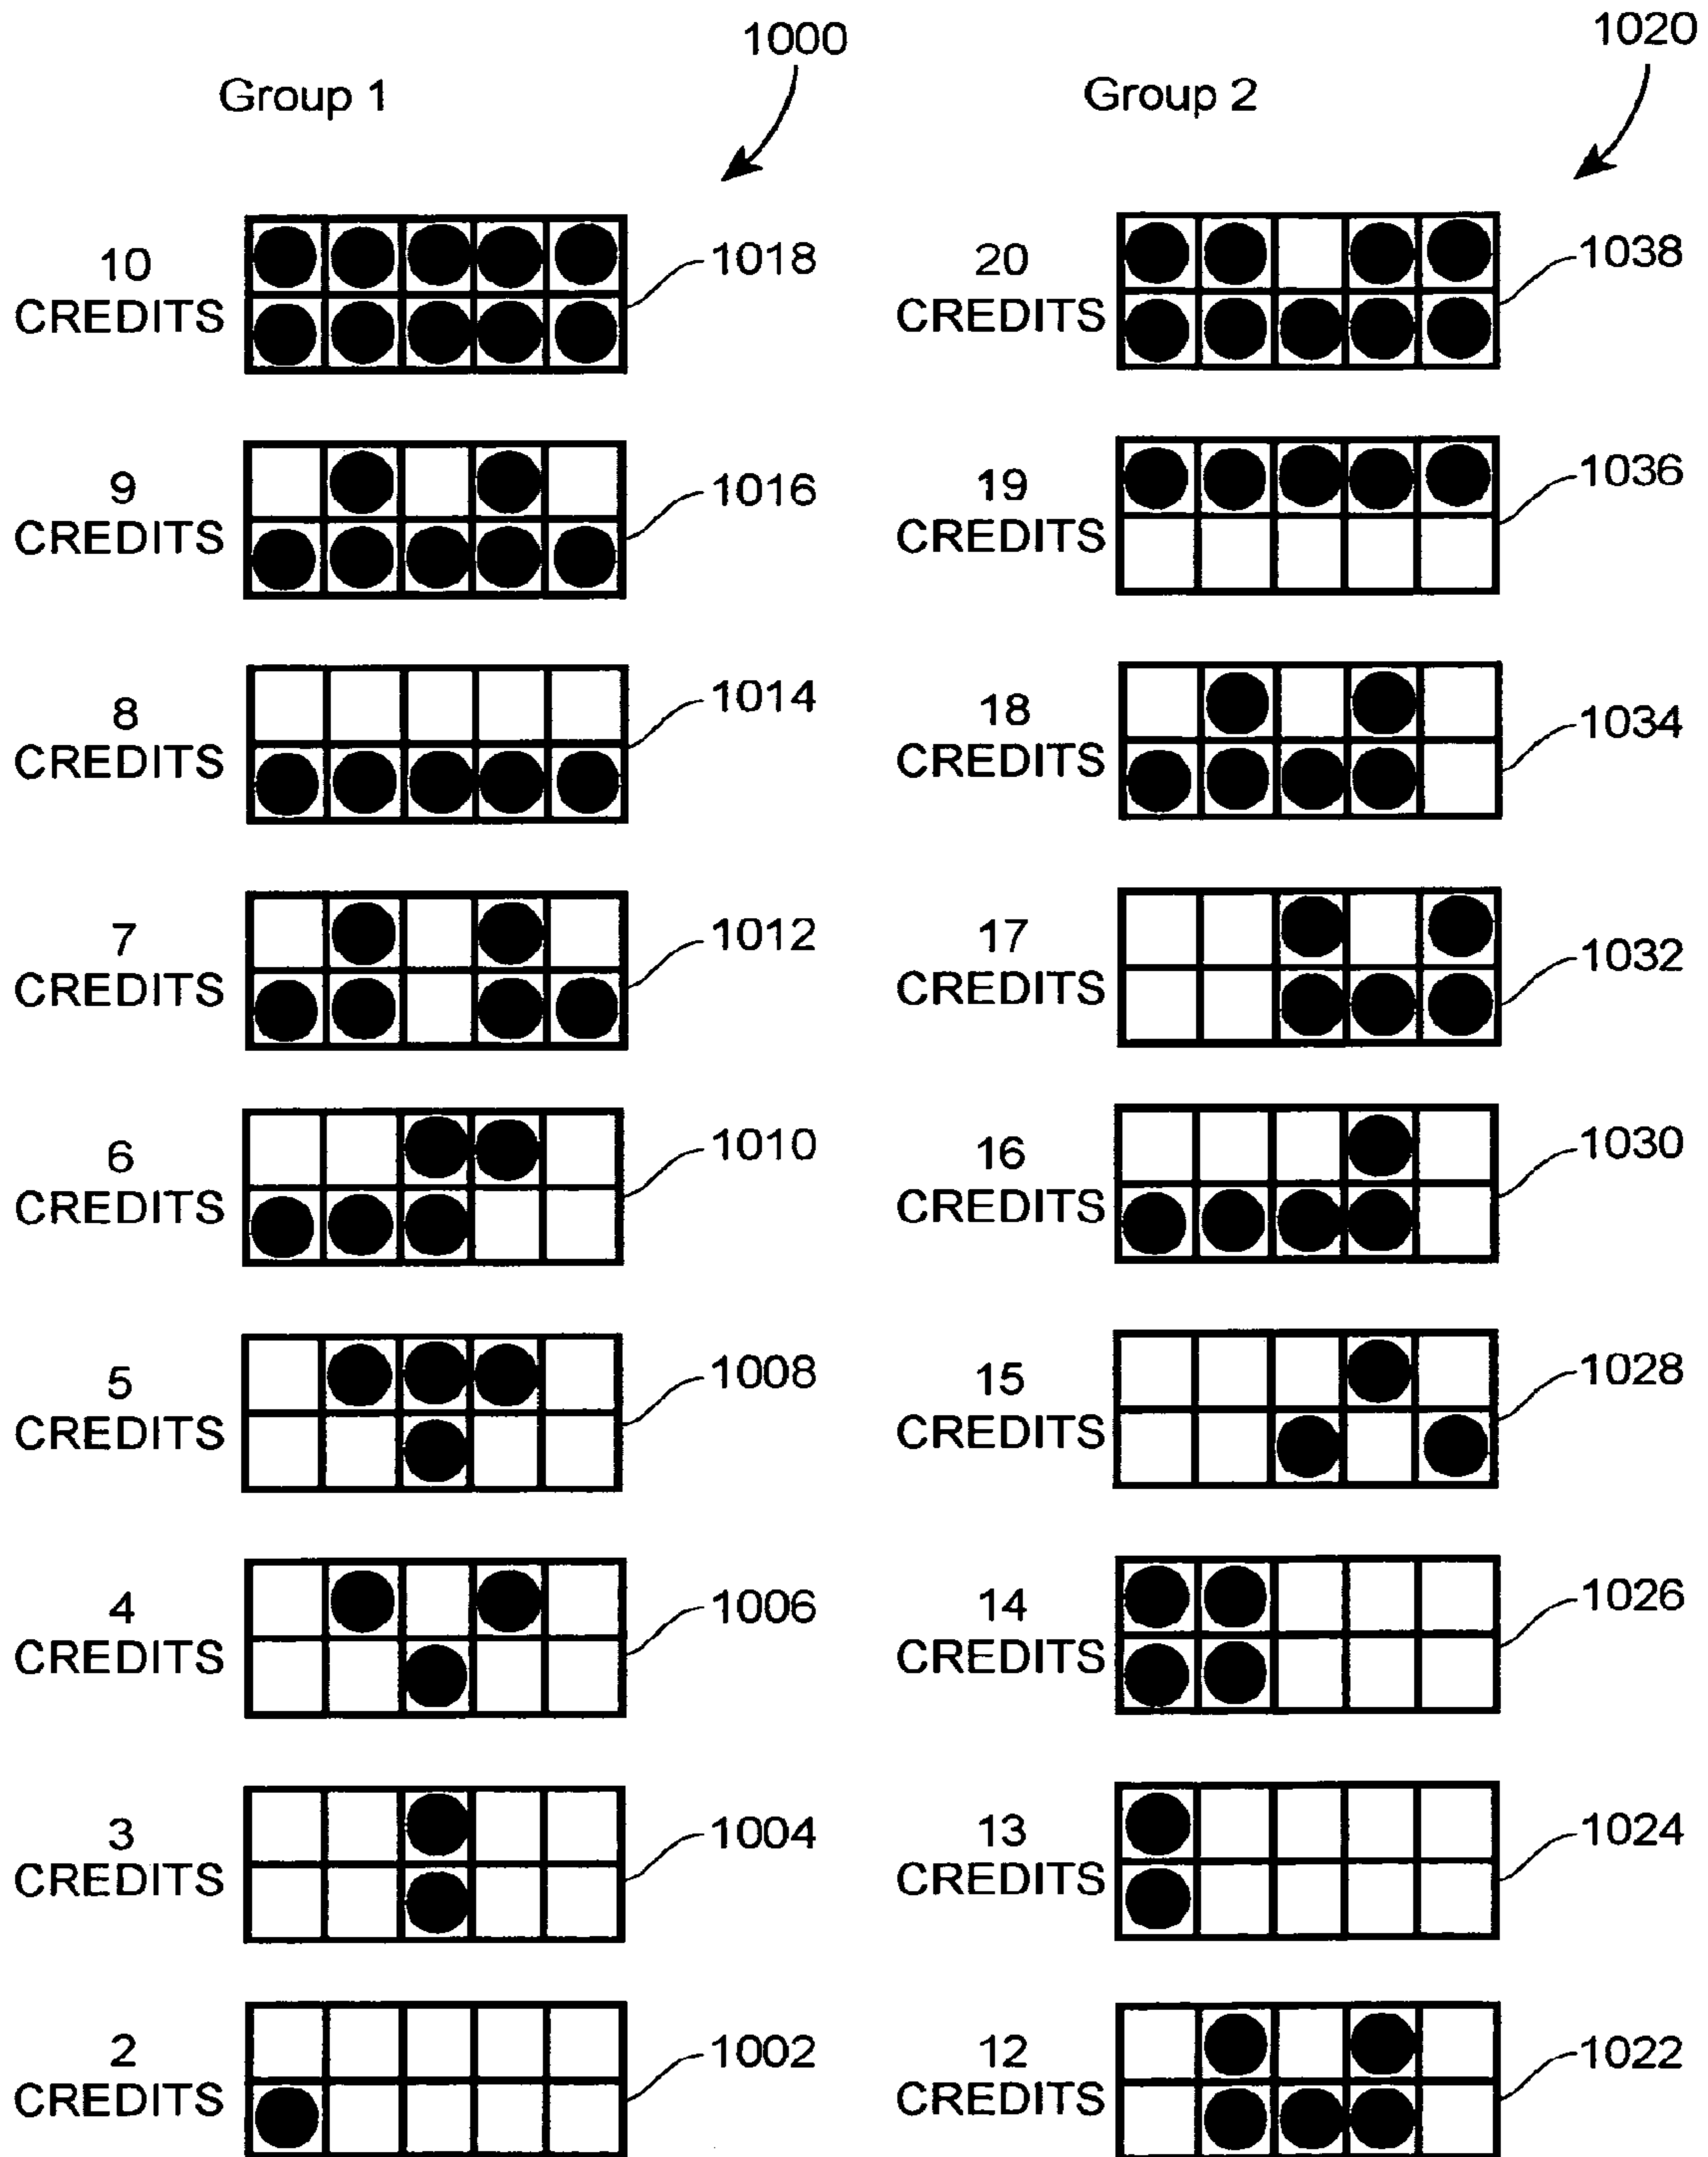 1000
1020
Group 1
Group 2
10
CREDITS
1018
20
CREDITS
1038
9
CREDITS
1016
19
CREDITS
1036
8
CREDITS
1014
18
CREDITS
1034
7
CREDITS
1012
17
CREDITS
1032
6
CREDITS
1010
16
CREDITS
1030
5
CREDITS
1008
15
CREDITS
1028
4
CREDITS
1006
14
CREDITS
1026
3
CREDITS
1004
13
CREDITS
1024
2
CREDITS
1002
12
CREDITS
1022